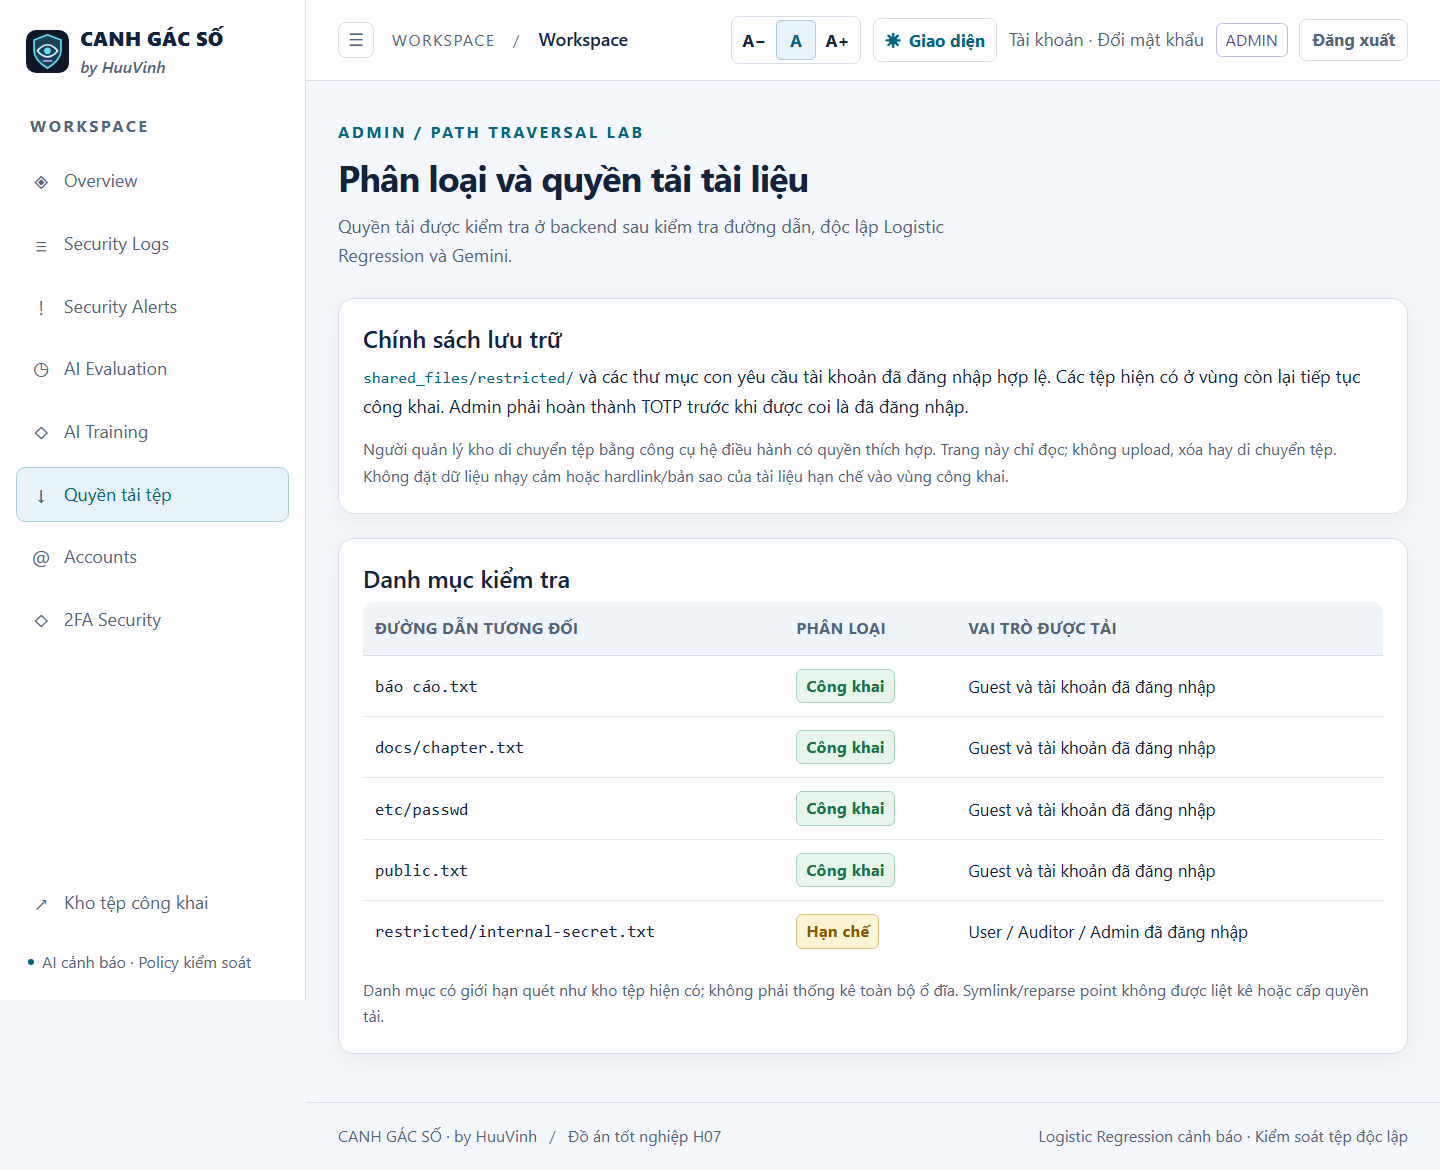 CANH GÁC SỐ
by HuuVinh
WORKSPACE
Overview
Security Logs
Security Alerts
AI Evaluation
AI Training
Quyền tải tệp
Accounts
2FA Security
Kho tệp công khai
AI cảnh báo · Policy kiểm soát
WORKSPACE / Workspace
A− A A+
Giao diện
Tài khoản · Đổi mật khẩu
ADMIN
Đăng xuất
ADMIN / PATH TRAVERSAL LAB
Phân loại và quyền tải tài liệu
Quyền tải được kiểm tra ở backend sau kiểm tra đường dẫn, độc lập Logistic
Regression và Gemini.
Chính sách lưu trữ
shared_files/restricted/ và các thư mục con yêu cầu tài khoản đã đăng nhập hợp lệ. Các tệp hiện có ở vùng còn lại tiếp tục
công khai. Admin phải hoàn thành TOTP trước khi được coi là đã đăng nhập.
Người quản lý kho di chuyển tệp bằng công cụ hệ điều hành có quyền thích hợp. Trang này chỉ đọc; không upload, xóa hay di chuyển tệp.
Không đặt dữ liệu nhạy cảm hoặc hardlink/bản sao của tài liệu hạn chế vào vùng công khai.
Danh mục kiểm tra
ĐƯỜNG DẪN TƯƠNG ĐỐI PHÂN LOẠI VAI TRÒ ĐƯỢC TẢI
báo cáo.txt Công khai Guest và tài khoản đã đăng nhập
docs/chapter.txt Công khai Guest và tài khoản đã đăng nhập
etc/passwd Công khai Guest và tài khoản đã đăng nhập
public.txt Công khai Guest và tài khoản đã đăng nhập
restricted/internal-secret.txt Hạn chế User / Auditor / Admin đã đăng nhập
Danh mục có giới hạn quét như kho tệp hiện có; không phải thống kê toàn bộ ổ đĩa. Symlink/reparse point không được liệt kê hoặc cấp quyền
tải.
CANH GÁC SỐ · by HuuVinh / Đồ án tốt nghiệp H07
Logistic Regression cảnh báo · Kiểm soát tệp độc lập